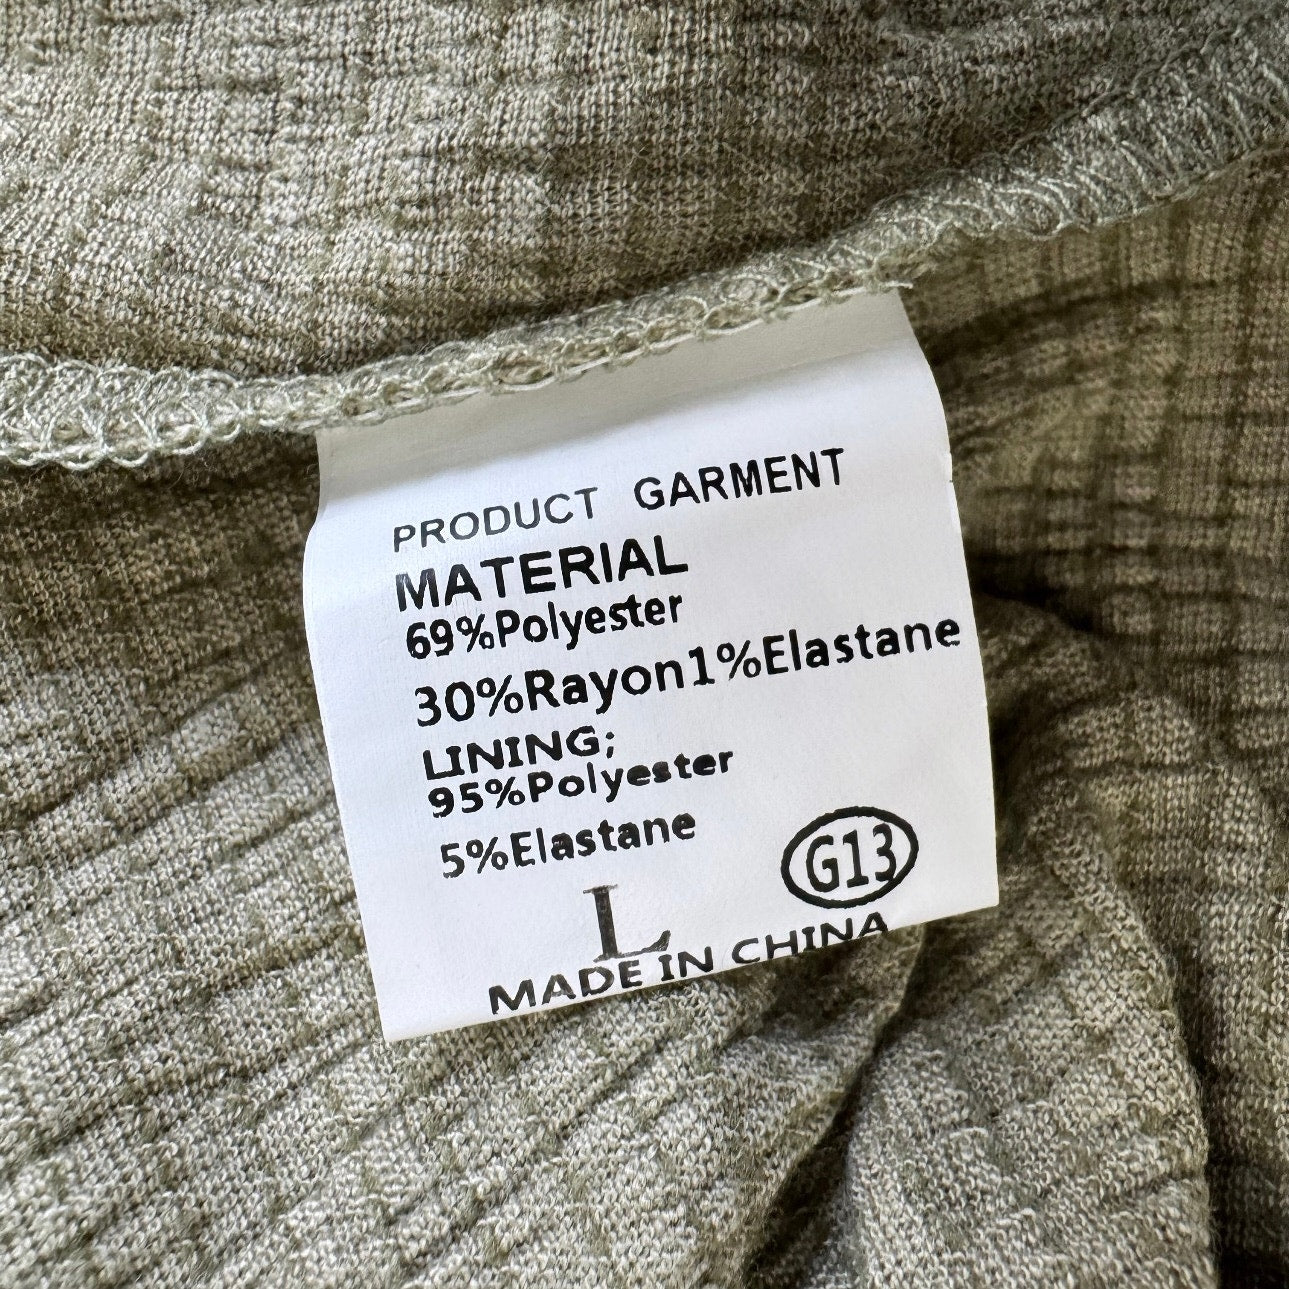 PRODUCT GARMENT
MATERIAL
69%Polyester
30%Rayon1%Elastane
LINING;
95%Polyester
5%Elastane
G13
L
MADE IN CHINA